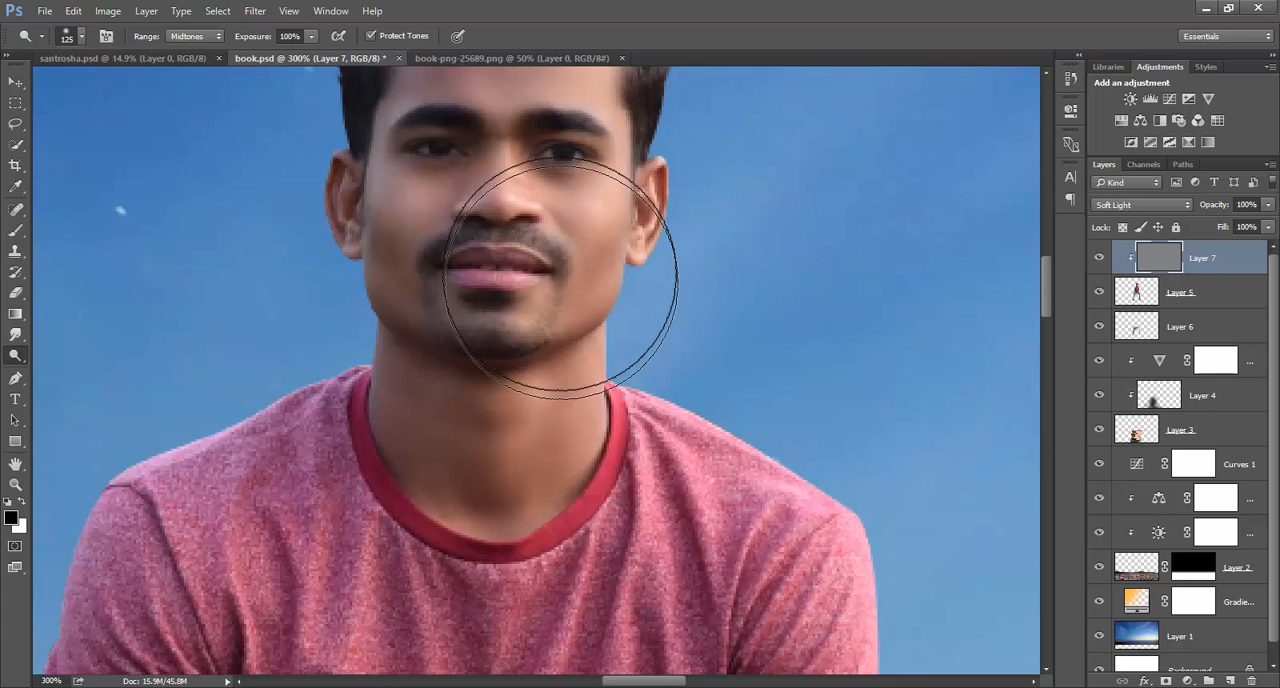 Ps File Edit Image Layer Type Select Filter View Window Help
125 Range: Midtones Exposure: 100% Protect Tones Essentials
santrosha.psd @ 14.9% (Layer 0, RGB/8) × book.psd @ 300% (Layer 7, RGB/8) * × book-png-25689.png @ 50% (Layer 0, RGB/8#) ×
Libraries Adjustments Styles
Add an adjustment
Layers Channels Paths
Kind
Soft Light Opacity: 100%
Lock: Fill: 100%
Layer 7
Layer 5
Layer 6
...
Layer 4
Layer 3
Curves 1
...
...
Layer 2
Gradie...
Layer 1
Background
300% Doc: 15.9M/45.8M